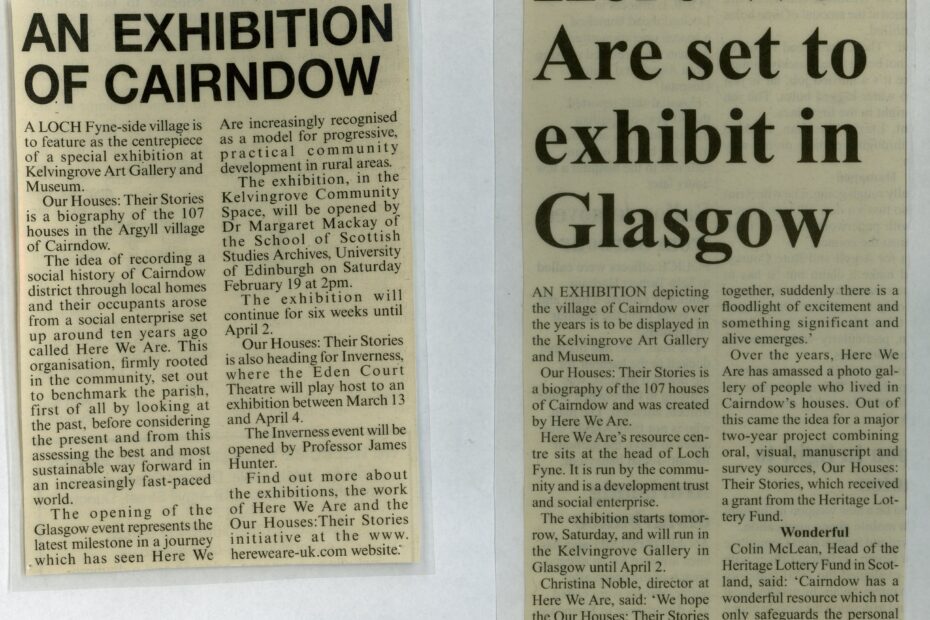 AN EXHIBITION
OF CAIRNDOW
A LOCH Fyne-side village is
to feature as the centrepiece
of a special exhibition at
Kelvingrove Art Gallery and
Museum.
Our Houses: Their Stories
is a biography of the 107
houses in the Argyll village
of Cairndow.
The idea of recording a
social history of Cairndow
district through local homes
and their occupants arose
from a social enterprise set
up around ten years ago
called Here We Are. This
organisation, firmly rooted
in the community, set out
to benchmark the parish,
first of all by looking at
the past, before considering
the present and from this
assessing the best and most
sustainable way forward in
an increasingly fast-paced
world.
The opening of the
Glasgow event represents the
latest milestone in a journey
which has seen Here We
Are increasingly recognised
as a model for progressive,
practical community
development in rural areas.
The exhibition, in the
Kelvingrove Community
Space, will be opened by
Dr Margaret Mackay of
the School of Scottish
Studies Archives, University
of Edinburgh on Saturday
February 19 at 2pm.
The exhibition will
continue for six weeks until
April 2.
Our Houses: Their Stories
is also heading for Inverness,
where the Eden Court
Theatre will play host to an
exhibition between March 13
and April 4.
The Inverness event will be
opened by Professor James
Hunter.
Find out more about
the exhibitions, the work
of Here We Are and the
Our Houses:Their Stories
initiative at the www.
hereweare-uk.com website.
Are set to
exhibit in
Glasgow
AN EXHIBITION depicting
the village of Cairndow over
the years is to be displayed in
the Kelvingrove Art Gallery
and Museum.
Our Houses: Their Stories is
a biography of the 107 houses
of Cairndow and was created
by Here We Are.
Here We Are's resource cen-
tre sits at the head of Loch
Fyne. It is run by the commu-
nity and is a development trust
and social enterprise.
The exhibition starts tomor-
row, Saturday, and will run in
the Kelvingrove Gallery in
Glasgow until April 2.
Christina Noble, director at
Here We Are, said: 'We hope
the Our Houses: Their Stories
together, suddenly there is a
floodlight of excitement and
something significant and
alive emerges.'
Over the years, Here We
Are has amassed a photo gal-
lery of people who lived in
Cairndow's houses. Out of
this came the idea for a major
two-year project combining
oral, visual, manuscript and
survey sources, Our Houses:
Their Stories, which received
a grant from the Heritage Lot-
tery Fund.
Wonderful
Colin McLean, Head of the
Heritage Lottery Fund in Scot-
land, said: 'Cairndow has a
wonderful resource which not
only safeguards the personal